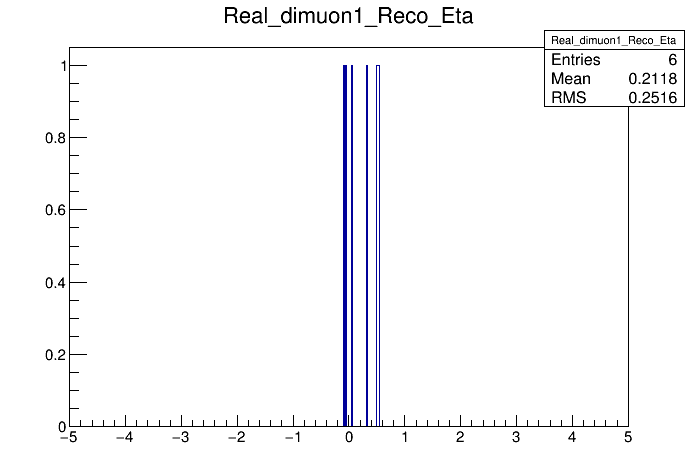 Real_dimuon1_Reco_Eta
Real_dimuon1_Reco_Eta
Entries 6
Mean 0.2118
RMS 0.2516
1
0.8
0.6
0.4
0.2
0
−5 −4 −3 −2 −1 0 1 2 3 4 5